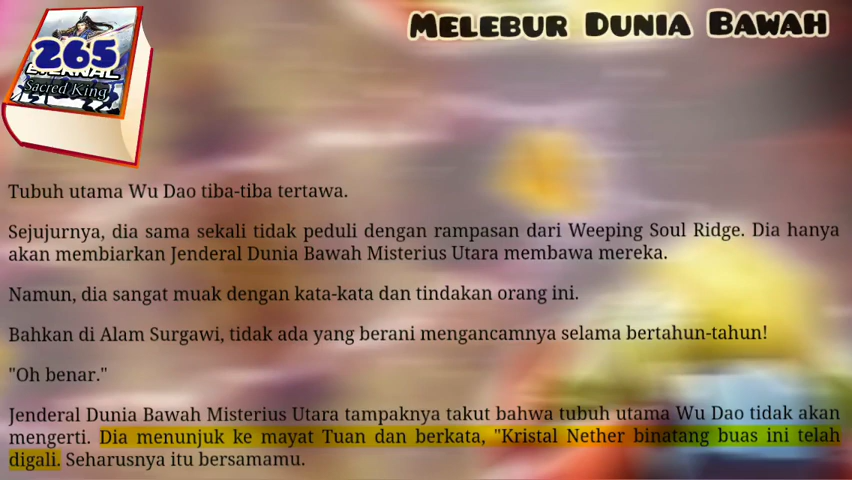 Melebur Dunia Bawah
265
ETERNAL
Sacred King
Tubuh utama Wu Dao tiba-tiba tertawa.
Sejujurnya, dia sama sekali tidak peduli dengan rampasan dari Weeping Soul Ridge. Dia hanya
akan membiarkan Jenderal Dunia Bawah Misterius Utara membawa mereka.
Namun, dia sangat muak dengan kata-kata dan tindakan orang ini.
Bahkan di Alam Surgawi, tidak ada yang berani mengancamnya selama bertahun-tahun!
"Oh benar."
Jenderal Dunia Bawah Misterius Utara tampaknya takut bahwa tubuh utama Wu Dao tidak akan
mengerti. Dia menunjuk ke mayat Tuan dan berkata, "Kristal Nether binatang buas ini telah
digali. Seharusnya itu bersamamu.